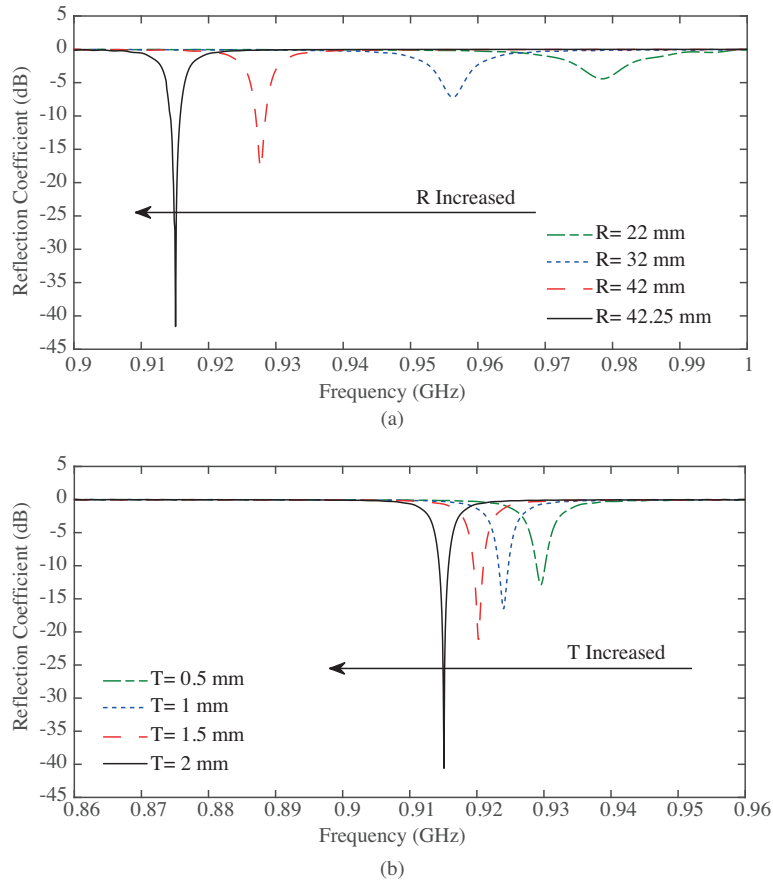 5
0
-5
-10
-15
-20
-25
-30
-35
-40
-45
Reflection Coefficient (dB)
R Increased
R= 22 mm
R= 32 mm
R= 42 mm
R= 42.25 mm
0.9 0.91 0.92 0.93 0.94 0.95 0.96 0.97 0.98 0.99 1
Frequency (GHz)
(a)
5
0
-5
-10
-15
-20
-25
-30
-35
-40
-45
Reflection Coefficient (dB)
T Increased
T= 0.5 mm
T= 1 mm
T= 1.5 mm
T= 2 mm
0.86 0.87 0.88 0.89 0.9 0.91 0.92 0.93 0.94 0.95 0.96
Frequency (GHz)
(b)